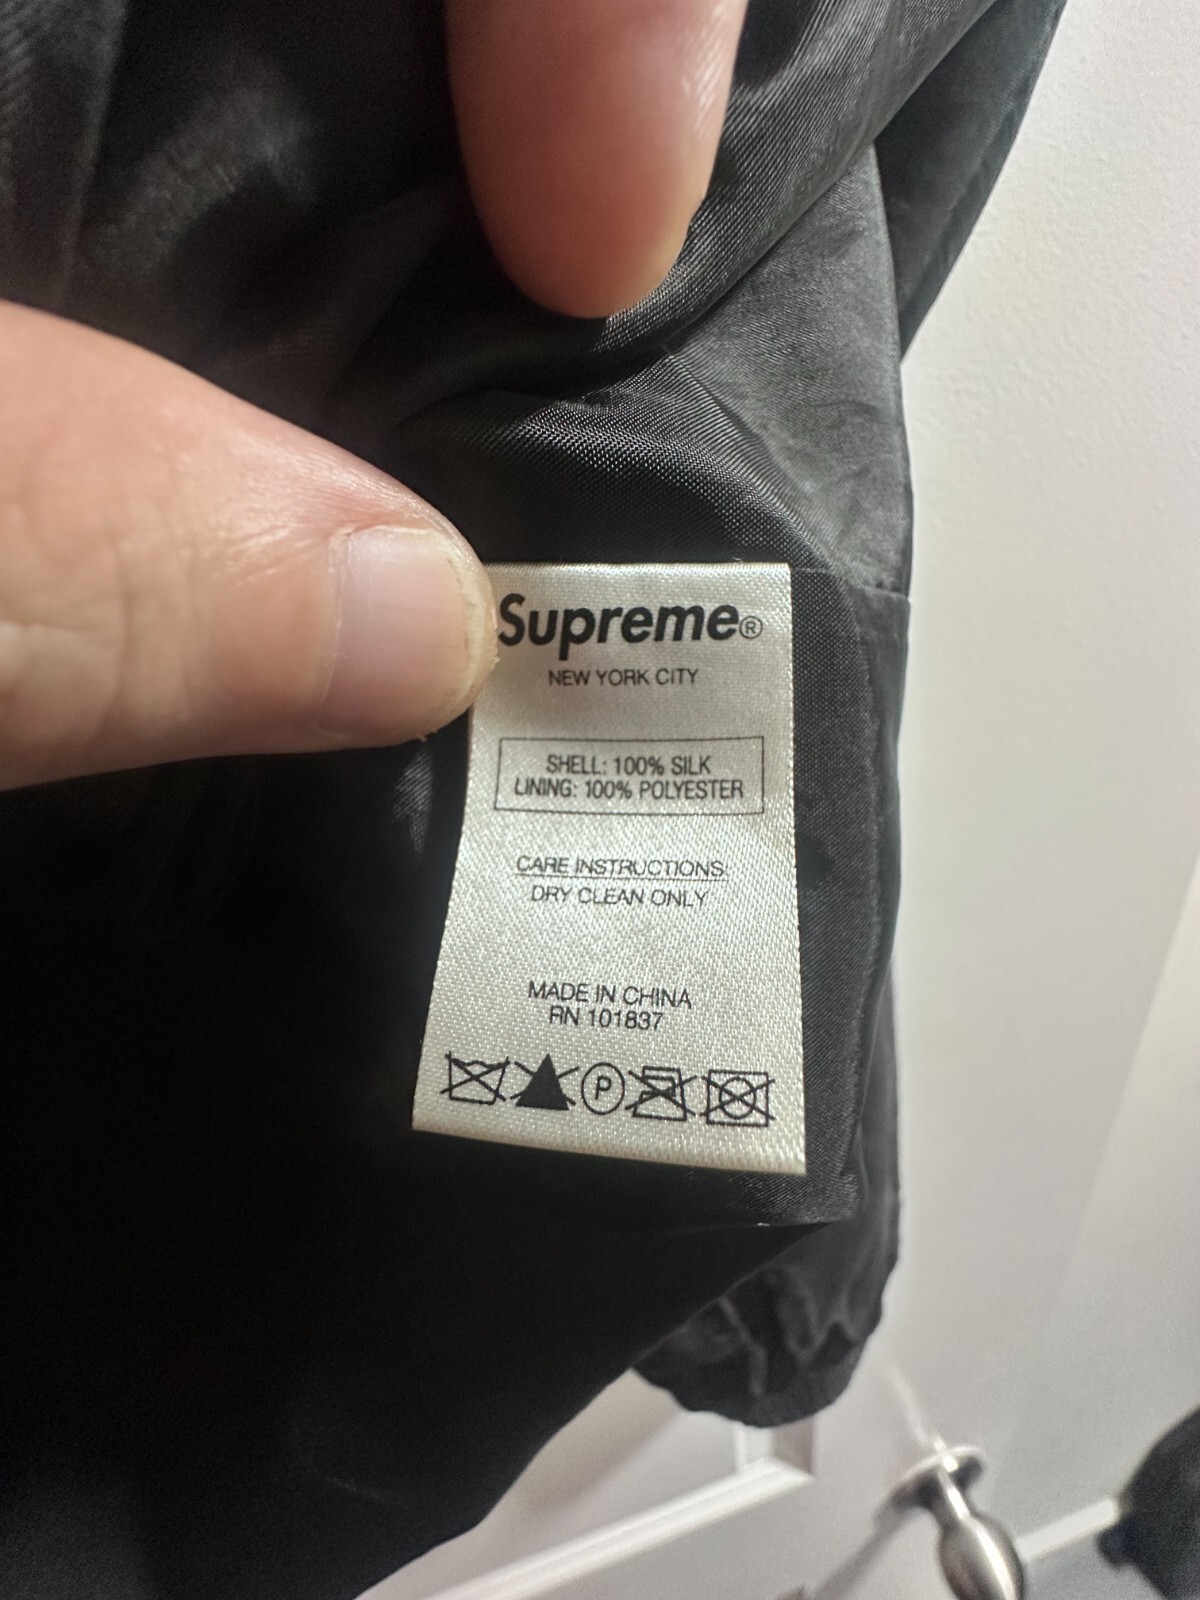 Supreme®
NEW YORK CITY
SHELL: 100% SILK
LINING: 100% POLYESTER
CARE INSTRUCTIONS:
DRY CLEAN ONLY
MADE IN CHINA
RN 101837
P